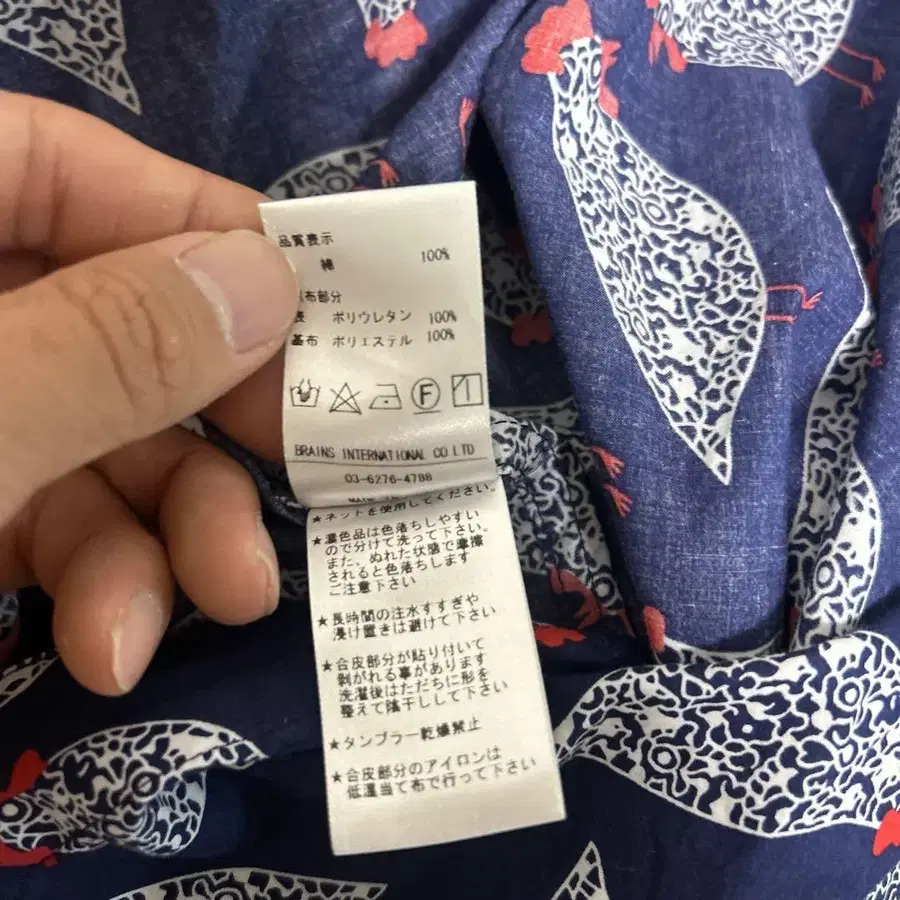 品質表示
綿 100%
布部分
ポリウレタン 100%
基布 ポリエステル 100%
F
BRAINS INTERNATIONAL CO LTD
03-6276-4788
★ネットを使用してください。
★濃色品は色落ちしやすい
ので分けて洗って下さい。
また、ぬれた状態で摩擦
されると色落ちします
ご注意下さい
★長時間の注水すすぎや
浸け置きは避けて下さい
★合皮部分が貼り付いて
剥がれる事があります
洗濯後はただちに形を
整えて陰干しして下さい
★タンブラー乾燥禁止
★合皮部分のアイロンは
低温当て布で行って下さい